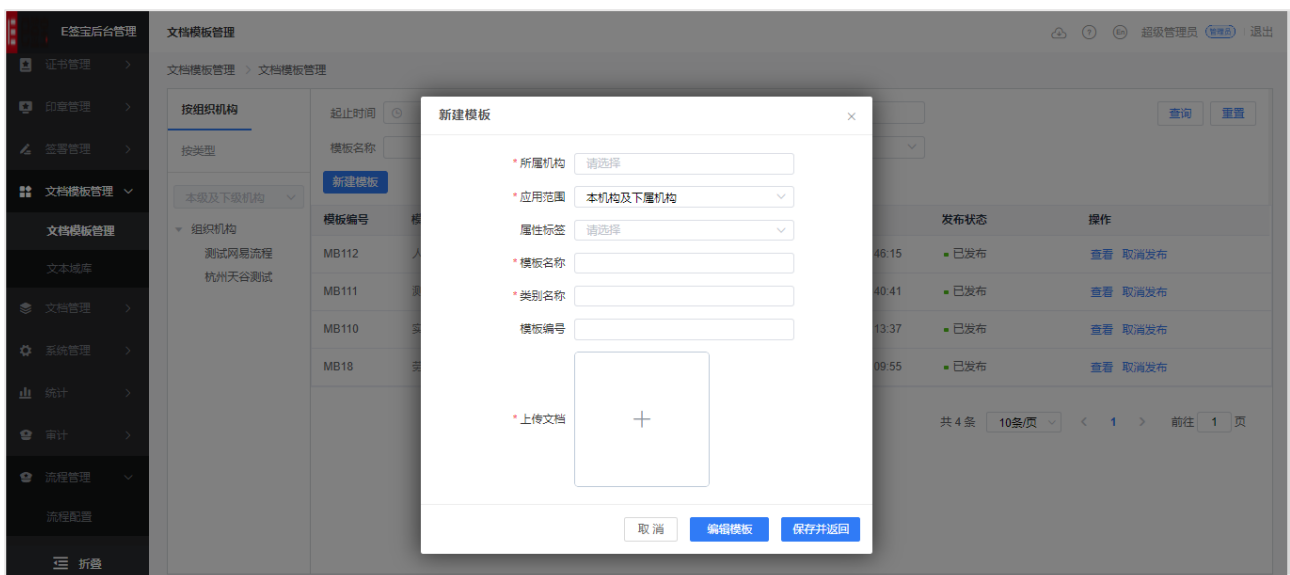 E签宝后台管理
文档模板管理
En 超级管理员 管理员 退出
证书管理
印章管理
签署管理
文档模板管理
文档模板管理
文本域库
文档管理
系统管理
统计
审计
流程管理
流程配置
折叠
文档模板管理 > 文档模板管理
按组织机构
按类型
本级及下级机构
组织机构
测试网易流程
杭州天谷测试
起止时间
查询 重置
模板名称
新建模板
模板编号 发布状态 操作
MB112 46:15 已发布 查看 取消发布
MB111 40:41 已发布 查看 取消发布
MB110 13:37 已发布 查看 取消发布
MB18 09:55 已发布 查看 取消发布
共 4 条 10条/页 < 1 > 前往 1 页
新建模板 ×
*所属机构 请选择
*应用范围 本机构及下属机构
属性标签 请选择
*模板名称
*类别名称
模板编号
*上传文档
取 消 编辑模板 保存并返回